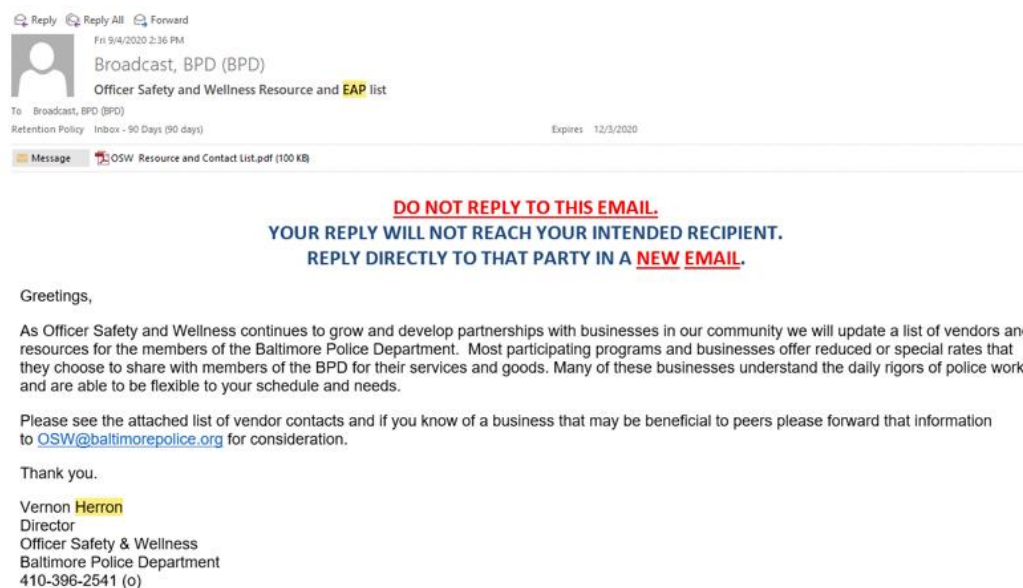 Reply Reply All Forward
Fri 9/4/2020 2:36 PM
Broadcast, BPD (BPD)
Officer Safety and Wellness Resource and EAP list
To Broadcast, BPD (BPD)
Retention Policy Inbox - 90 Days (90 days) Expires 12/3/2020
Message OSW Resource and Contact List.pdf (100 KB)
DO NOT REPLY TO THIS EMAIL.
YOUR REPLY WILL NOT REACH YOUR INTENDED RECIPIENT.
REPLY DIRECTLY TO THAT PARTY IN A NEW EMAIL.
Greetings,
As Officer Safety and Wellness continues to grow and develop partnerships with businesses in our community we will update a list of vendors and
resources for the members of the Baltimore Police Department. Most participating programs and businesses offer reduced or special rates that
they choose to share with members of the BPD for their services and goods. Many of these businesses understand the daily rigors of police work
and are able to be flexible to your schedule and needs.
Please see the attached list of vendor contacts and if you know of a business that may be beneficial to peers please forward that information
to OSW@baltimorepolice.org for consideration.
Thank you.
Vernon Herron
Director
Officer Safety & Wellness
Baltimore Police Department
410-396-2541 (o)